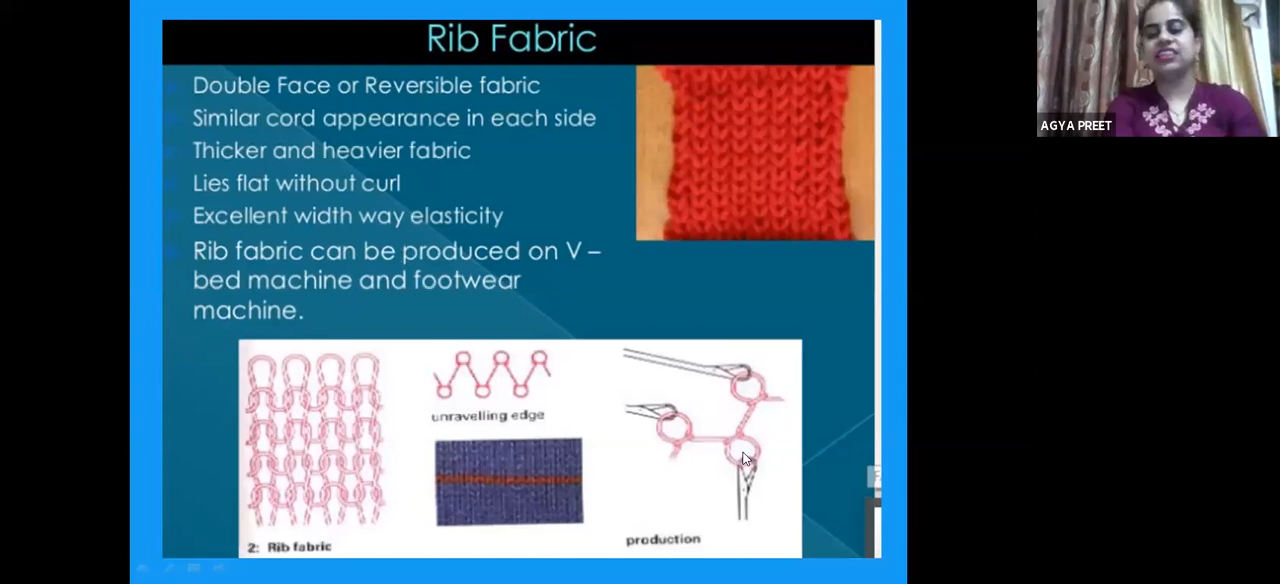 Rib Fabric
Double Face or Reversible fabric
Similar cord appearance in each side
Thicker and heavier fabric
Lies flat without curl
Excellent width way elasticity
Rib fabric can be produced on V –
bed machine and footwear
machine.
unravelling edge
production
2: Rib fabric
AGYA PREET